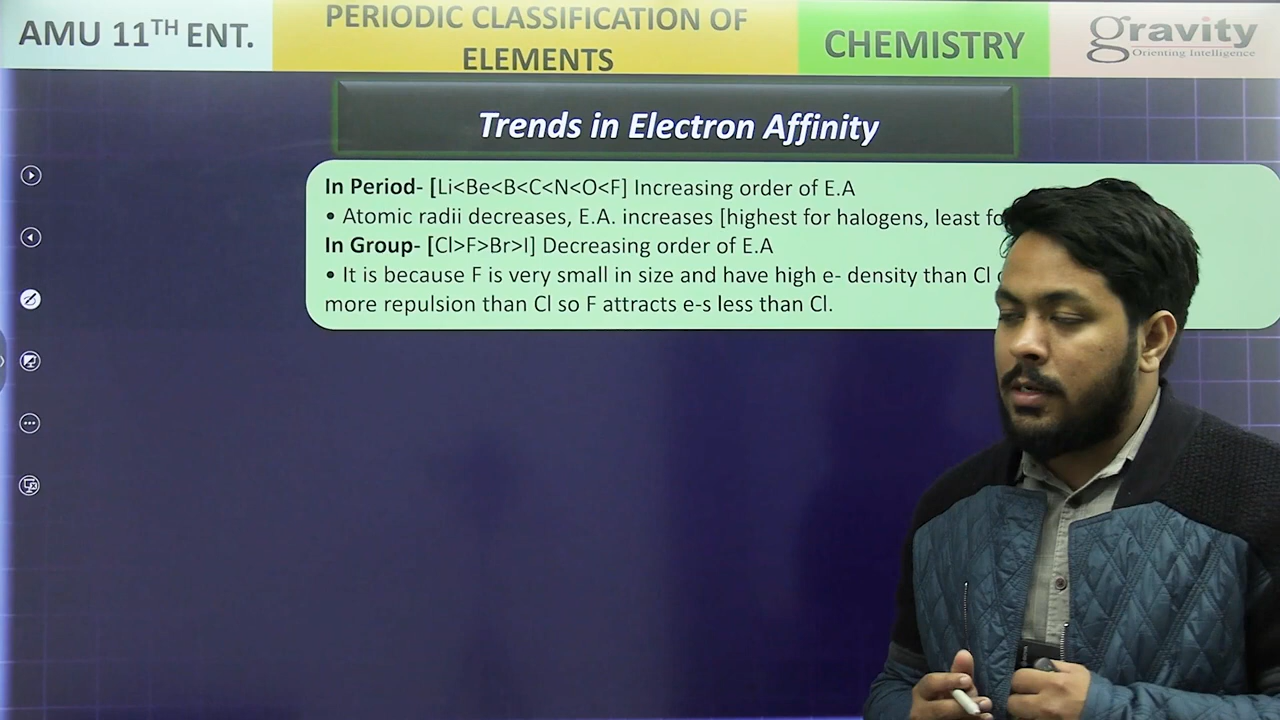 AMU 11TH ENT.
PERIODIC CLASSIFICATION OF
ELEMENTS
CHEMISTRY
gravity
Orienting Intelligence
Trends in Electron Affinity
In Period- [Li<Be<B<C<N<O<F] Increasing order of E.A
• Atomic radii decreases, E.A. increases [highest for halogens, least
In Group- [Cl>F>Br>I] Decreasing order of E.A
• It is because F is very small in size and have high e- density than Cl
more repulsion than Cl so F attracts e-s less than Cl.